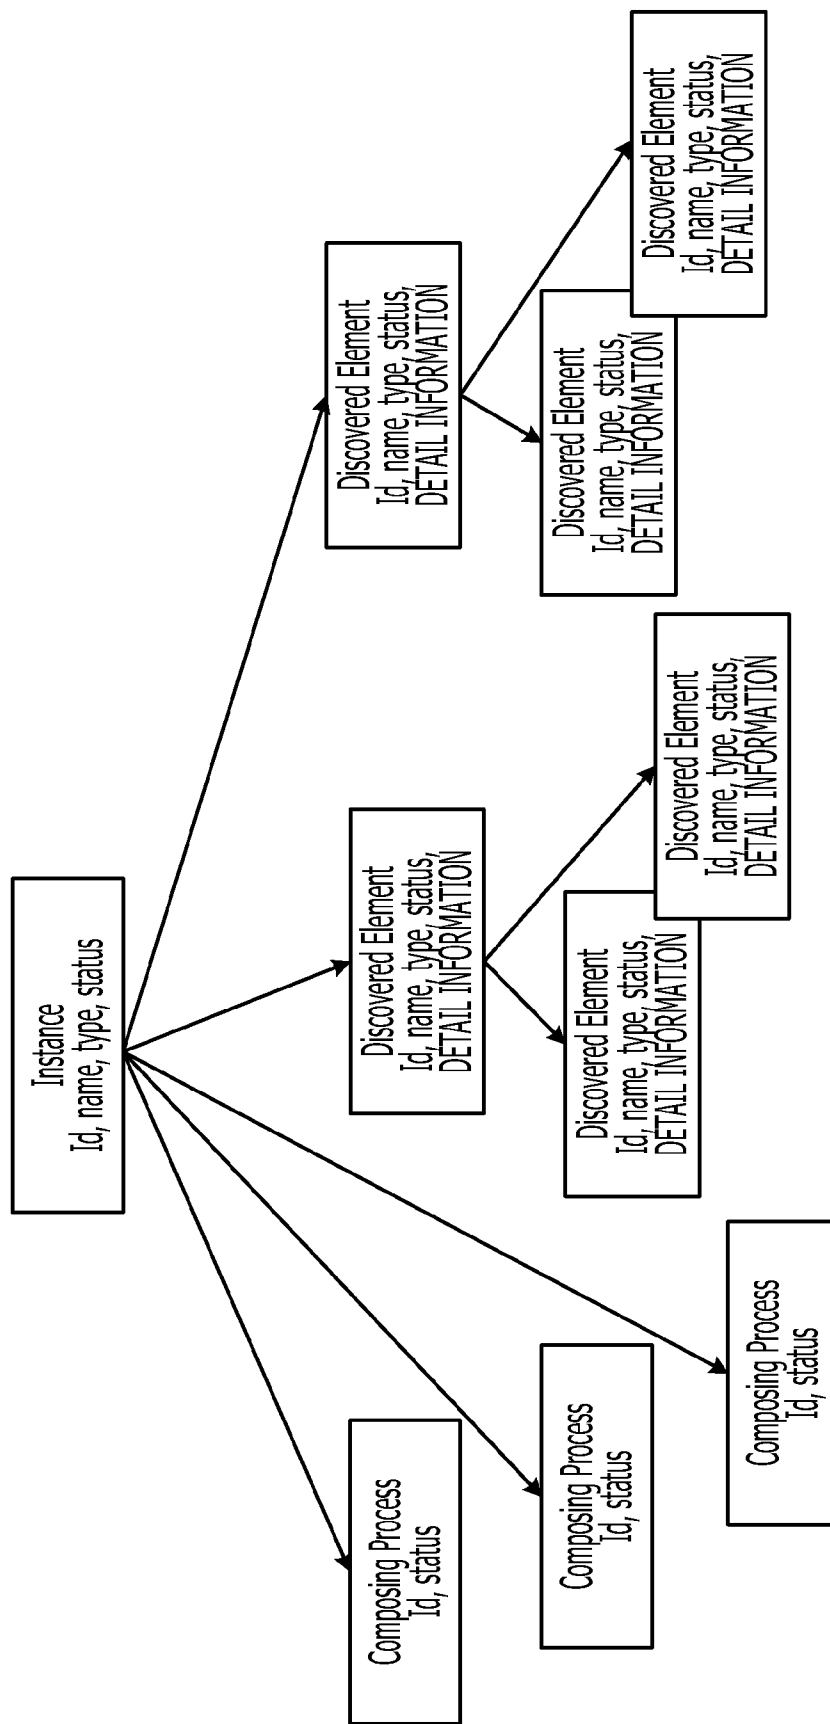 Instance
Id, name, type, status
Composing Process
Id, status
Composing Process
Id, status
Composing Process
Id, status
Discovered Element
Id, name, type, status,
DETAIL INFORMATION
Discovered Element
Id, name, type, status,
DETAIL INFORMATION
Discovered Element
Id, name, type, status,
DETAIL INFORMATION
Discovered Element
Id, name, type, status,
DETAIL INFORMATION
Discovered Element
Id, name, type, status,
DETAIL INFORMATION
Discovered Element
Id, name, type, status,
DETAIL INFORMATION